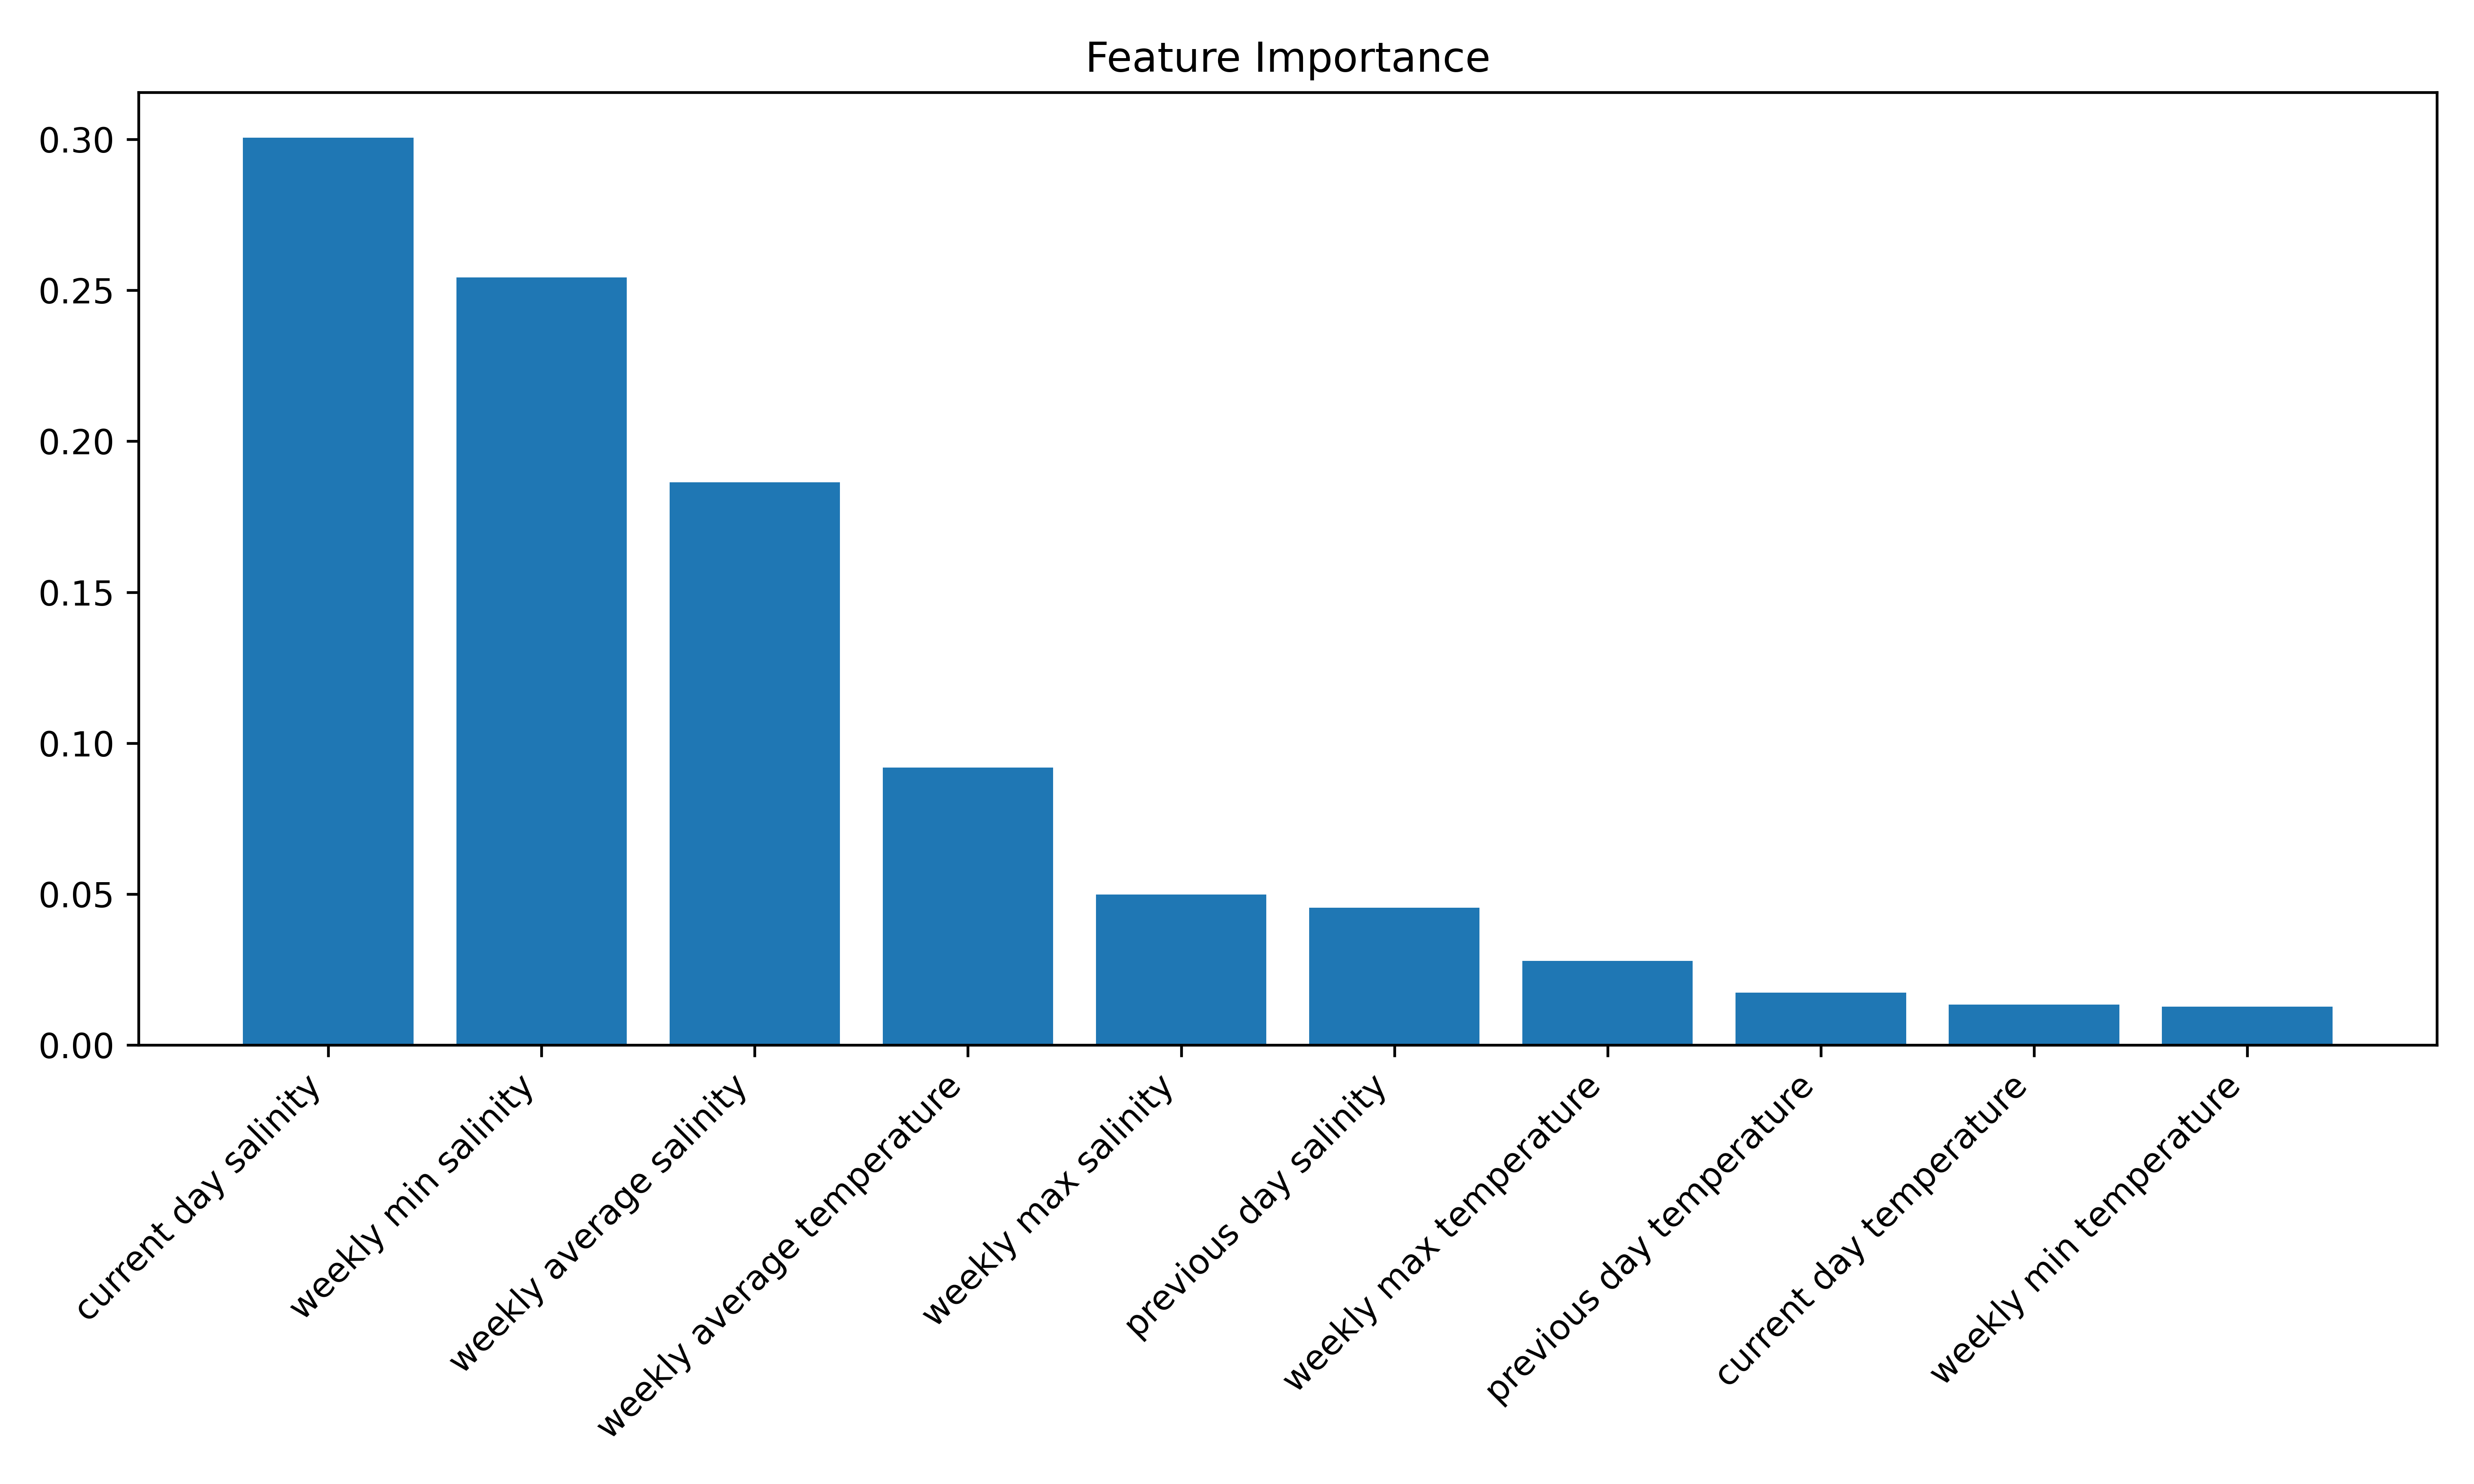 Feature Importance
0.30
0.25
0.20
0.15
0.10
0.05
0.00
current day salinity
weekly min salinity
weekly average salinity
weekly average temperature
weekly max salinity
previous day salinity
weekly max temperature
previous day temperature
current day temperature
weekly min temperature